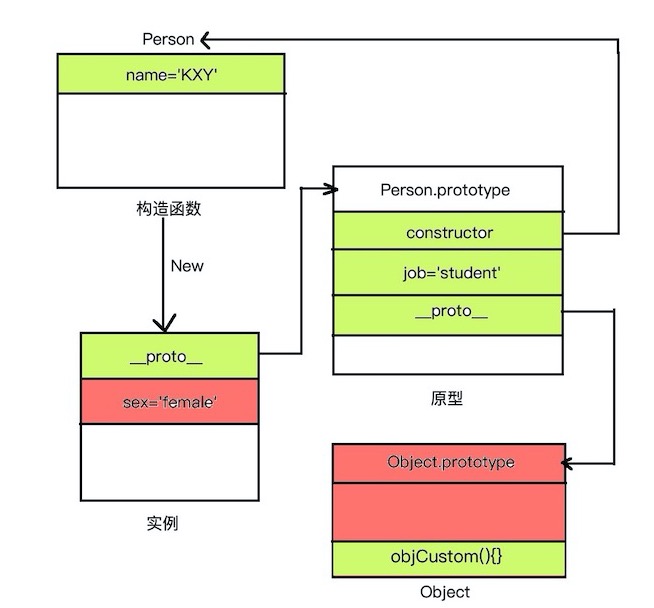 Person
name='KXY'
构造函数
New
__proto__
sex='female'
实例
Person.prototype
constructor
job='student'
__proto__
原型
Object.prototype
objCustom(){}
Object